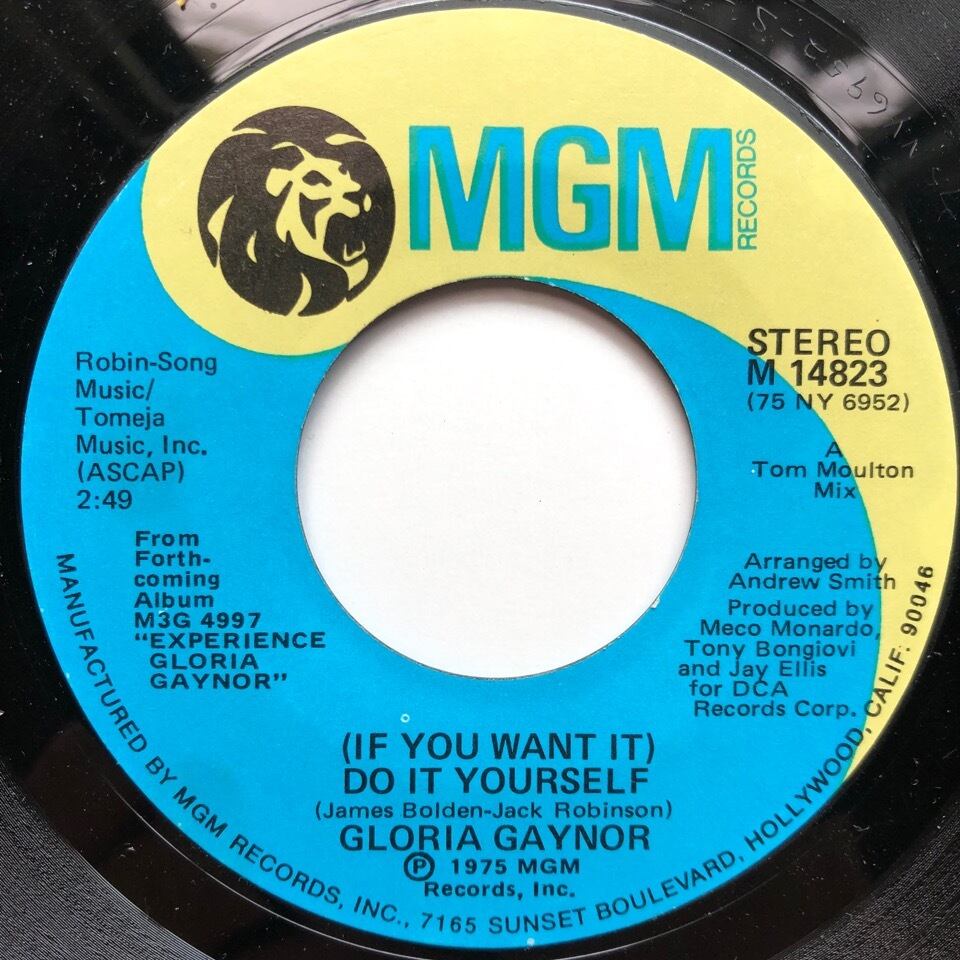 MGM
RECORDS
STEREO
M 14823
(75 NY 6952)
A
Tom Moulton
Mix
Robin-Song
Music/
Tomeja
Music, Inc.
(ASCAP)
2:49
From
Forth-
coming
Album
M3G 4997
"EXPERIENCE
GLORIA
GAYNOR"
Arranged by
Andrew Smith
Produced by
Meco Monardo,
Tony Bongiovi
and Jay Ellis
for DCA
Records Corp.
(IF YOU WANT IT)
DO IT YOURSELF
(James Bolden-Jack Robinson)
GLORIA GAYNOR
Ⓟ 1975 MGM
Records, Inc.
MANUFACTURED BY MGM RECORDS, INC., 7165 SUNSET BOULEVARD, HOLLYWOOD, CALIF. 90046